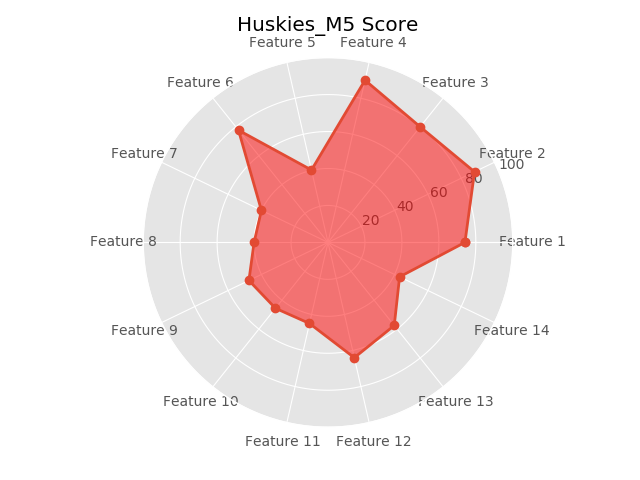 Huskies_M5 Score
Feature 5
Feature 4
Feature 6
Feature 3
Feature 7
Feature 2
100
80
60
40
20
Feature 8
Feature 1
Feature 9
Feature 14
Feature 10
Feature 13
Feature 11
Feature 12